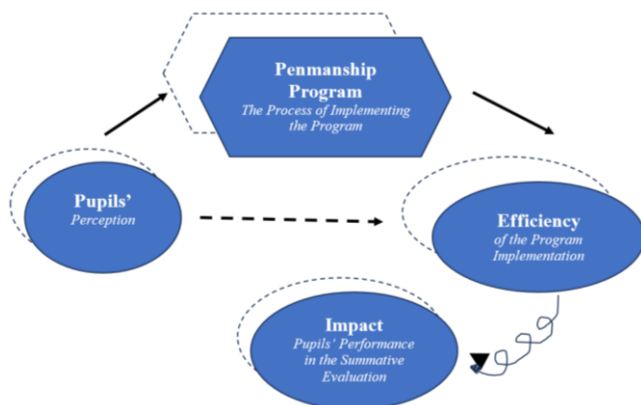 Penmanship
Program
The Process of Implementing
the Program
Pupils'
Perception
Efficiency
of the Program
Implementation
Impact
Pupils' Performance
in the Summative
Evaluation